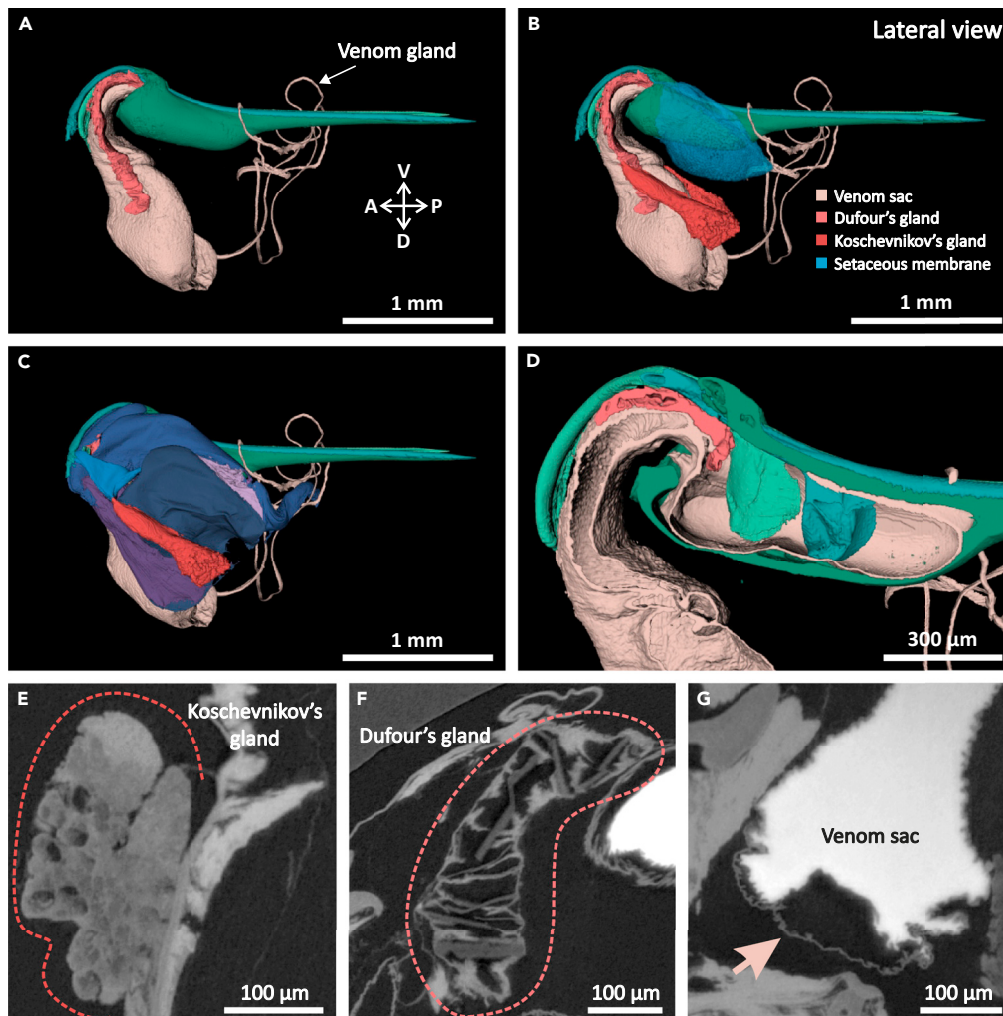 A
Venom gland
V
A
P
D
1 mm
B
Lateral view
Venom sac
Dufour's gland
Koschevnikov's gland
Setaceous membrane
1 mm
C
1 mm
D
300 µm
E
Koschevnikov's
gland
100 µm
F
Dufour's gland
100 µm
G
Venom sac
100 µm